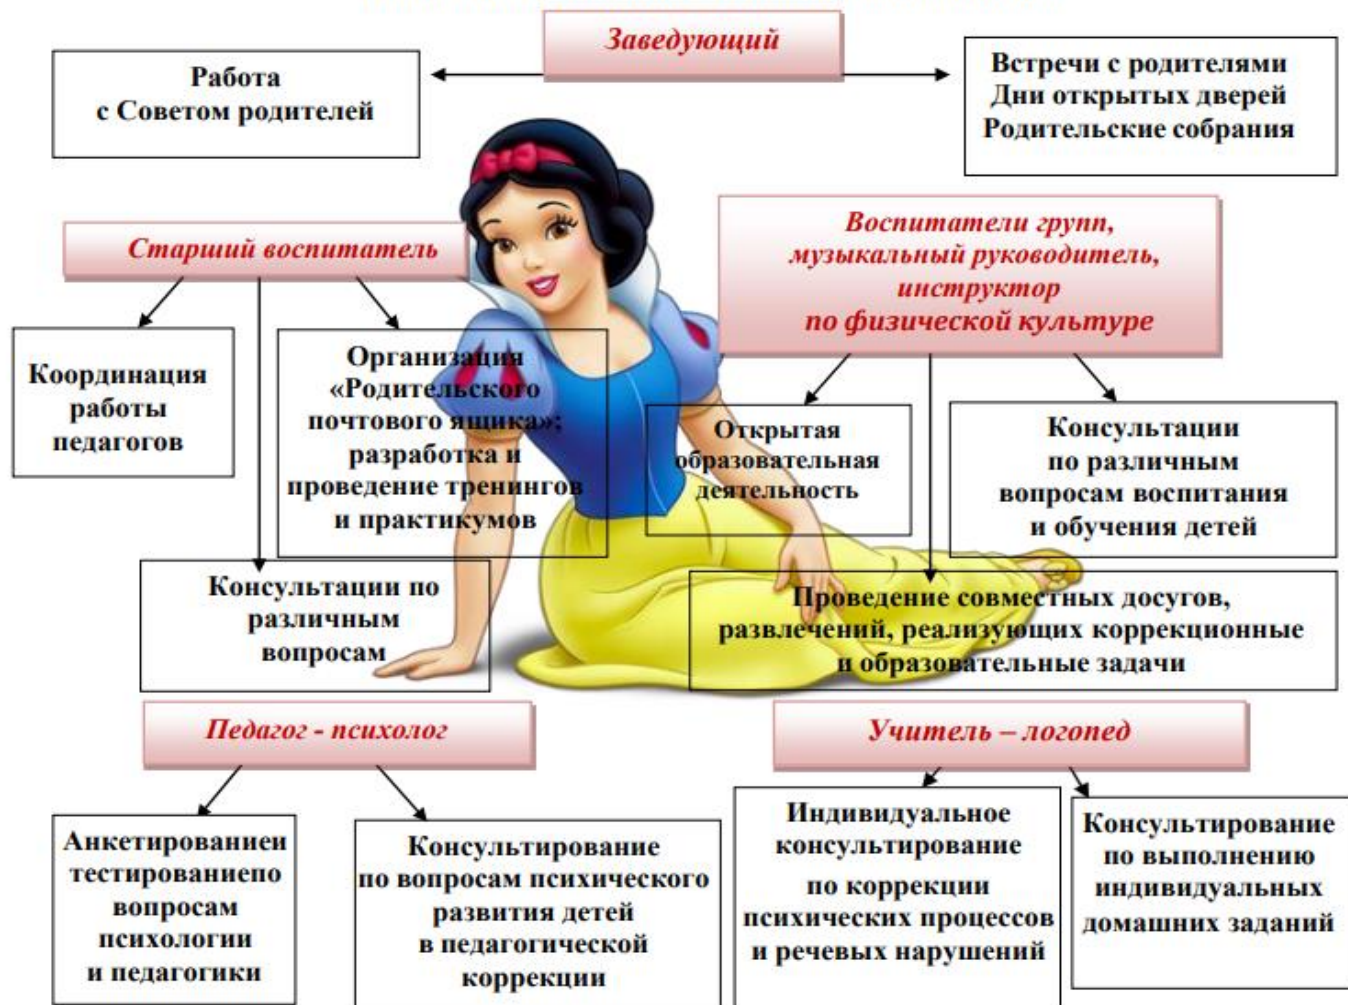 Заведующий
Работа
с Советом родителей
Встречи с родителями
Дни открытых дверей
Родительские собрания
Старший воспитатель
Воспитатели групп,
музыкальный руководитель,
инструктор
по физической культуре
Координация
работы
педагогов
Организация
«Родительского
почтового ящика»;
разработка и
проведение тренингов
и практикумов
Открытая
образовательная
деятельность
Консультации
по различным
вопросам воспитания
и обучения детей
Консультации по
различным
вопросам
Проведение совместных досугов,
развлечений, реализующих коррекционные
и образовательные задачи
Педагог - психолог
Учитель – логопед
Анкетированиеи
тестированиепо
вопросам
психологии
и педагогики
Консультирование
по вопросам психического
развития детей
в педагогической
коррекции
Индивидуальное
консультирование
по коррекции
психических процессов
и речевых нарушений
Консультирование
по выполнению
индивидуальных
домашних заданий